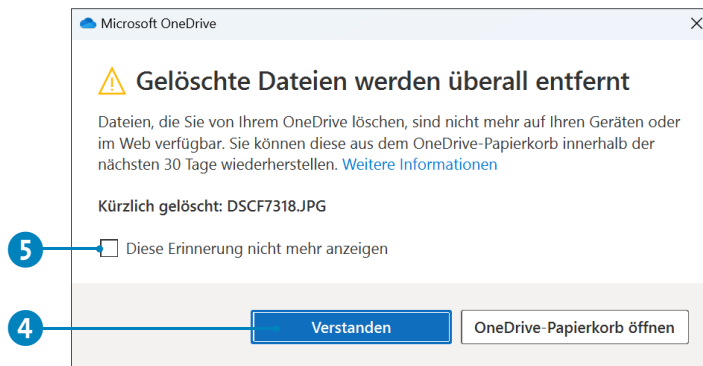 Microsoft OneDrive
Gelöschte Dateien werden überall entfernt
Dateien, die Sie von Ihrem OneDrive löschen, sind nicht mehr auf Ihren Geräten oder
im Web verfügbar. Sie können diese aus dem OneDrive-Papierkorb innerhalb der
nächsten 30 Tage wiederherstellen. Weitere Informationen
Kürzlich gelöscht: DSCF7318.JPG
5 Diese Erinnerung nicht mehr anzeigen
4 Verstanden OneDrive-Papierkorb öffnen